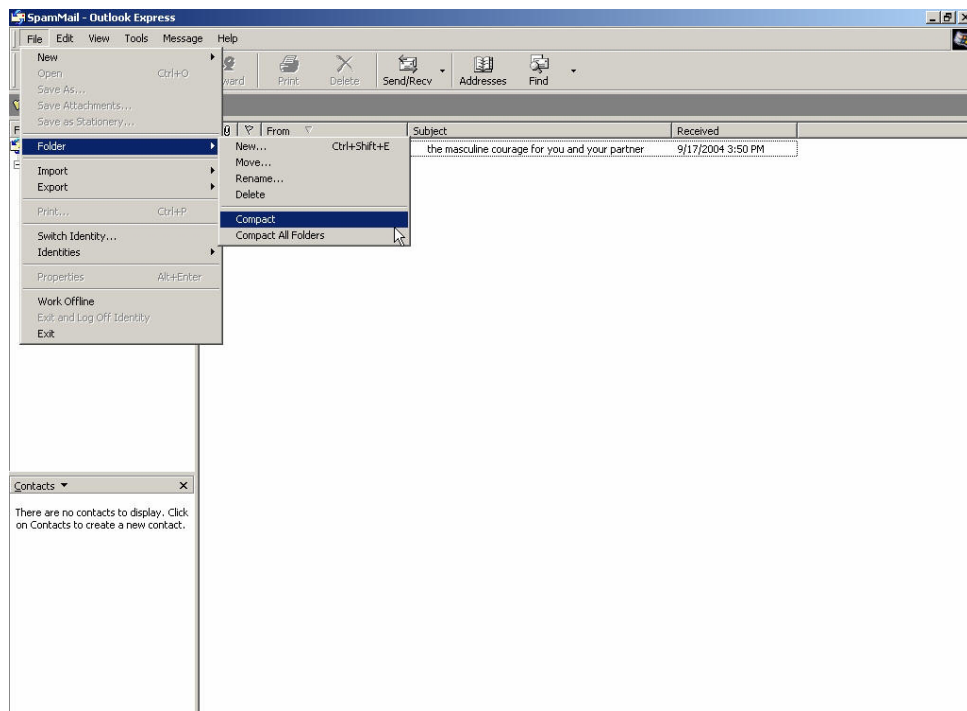 SpamMail - Outlook Express
File Edit View Tools Message Help
ward Print Delete Send/Recv Addresses Find
New
Open Ctrl+O
Save As...
Save Attachments...
Save as Stationery...
Folder
Import
Export
Print... Ctrl+P
Switch Identity...
Identities
Properties Alt+Enter
Work Offline
Exit and Log Off Identity
Exit
New... Ctrl+Shift+E
Move...
Rename...
Delete
Compact
Compact All Folders
F
From Subject Received
the masculine courage for you and your partner 9/17/2004 3:50 PM
Contacts
There are no contacts to display. Click
on Contacts to create a new contact.